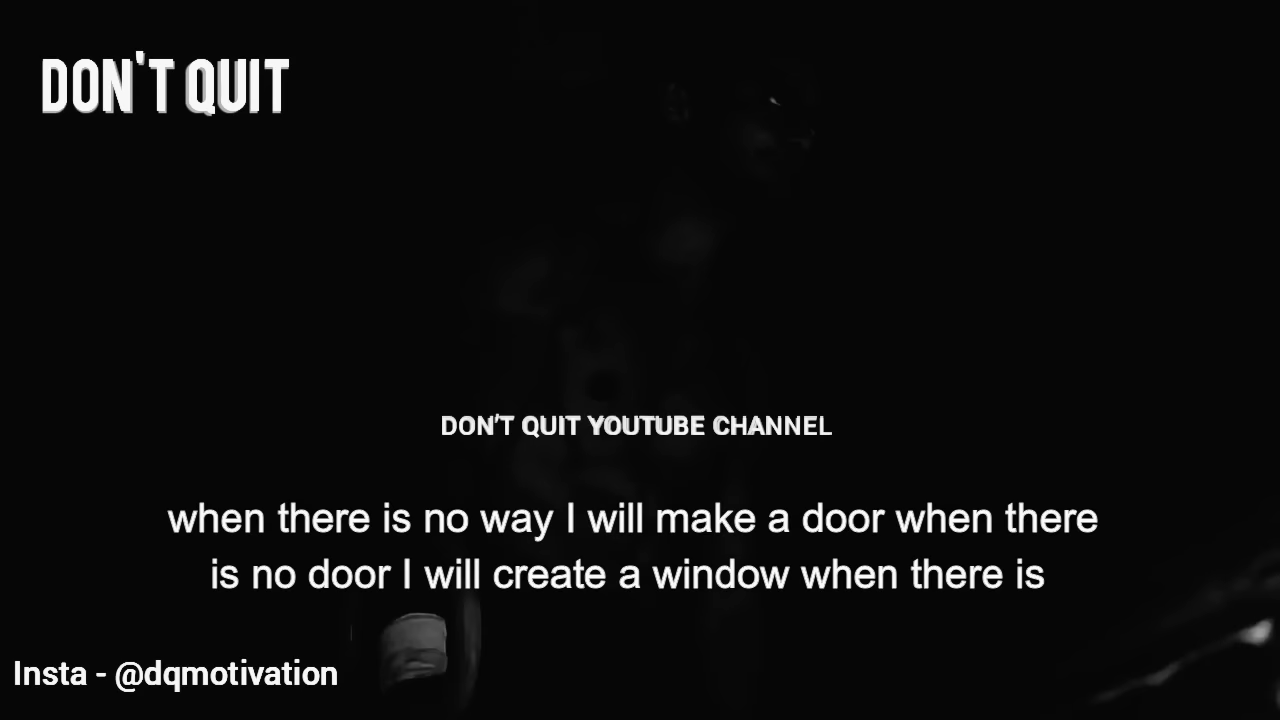 DON'T QUIT
DON'T QUIT YOUTUBE CHANNEL
when there is no way I will make a door when there
is no door I will create a window when there is
Insta - @dqmotivation